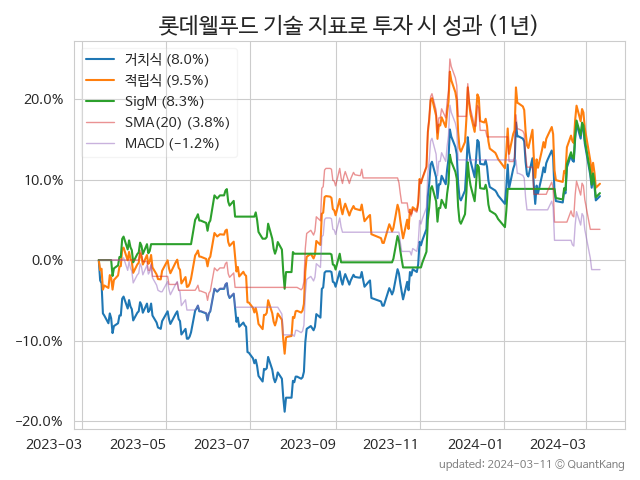 롯데웰푸드 기술 지표로 투자 시 성과 (1년)
거치식 (8.0%)
적립식 (9.5%)
SigM (8.3%)
SMA(20) (3.8%)
MACD (−1.2%)
20.0%
10.0%
0.0%
−10.0%
−20.0%
2023-03 2023-05 2023-07 2023-09 2023-11 2024-01 2024-03
updated: 2024-03-11 © QuantKang